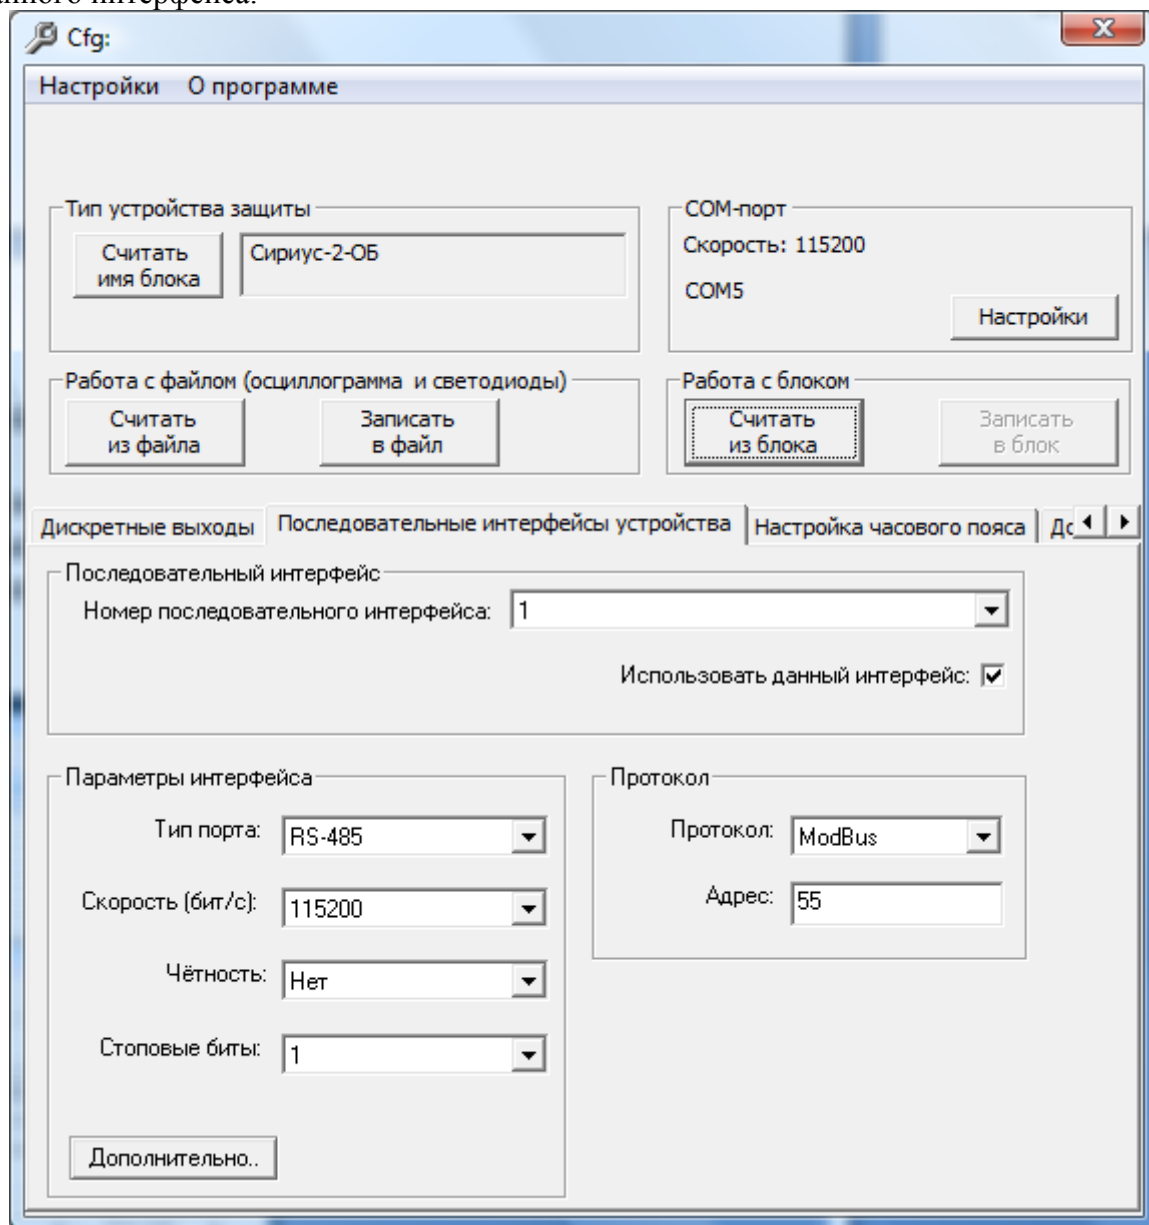 интерфейса.
Cfg:
Настройки О программе
Тип устройства защиты
Считать
имя блока
Сириус-2-ОБ
COM-порт
Скорость: 115200
COM5
Настройки
Работа с файлом (осциллограмма и светодиоды)
Считать
из файла
Записать
в файл
Работа с блоком
Считать
из блока
Записать
в блок
Дискретные выходы Последовательные интерфейсы устройства Настройка часового пояса
Последовательный интерфейс
Номер последовательного интерфейса: 1
Использовать данный интерфейс:
Параметры интерфейса
Тип порта: RS-485
Скорость (бит/с): 115200
Чётность: Нет
Стоповые биты: 1
Дополнительно..
Протокол
Протокол: ModBus
Адрес: 55